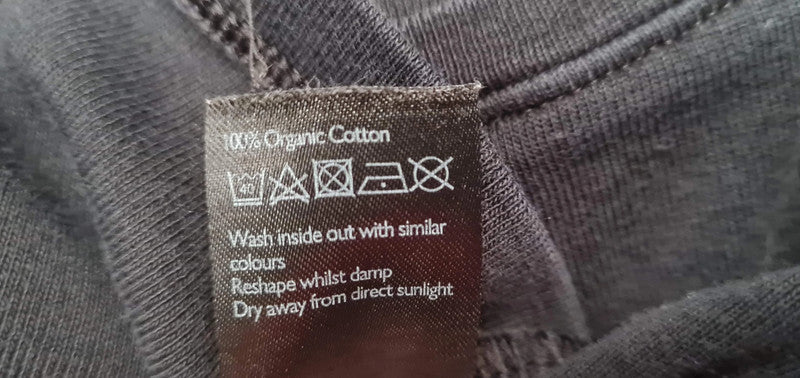 100% Organic Cotton
40
Wash inside out with similar
colours
Reshape whilst damp
Dry away from direct sunlight